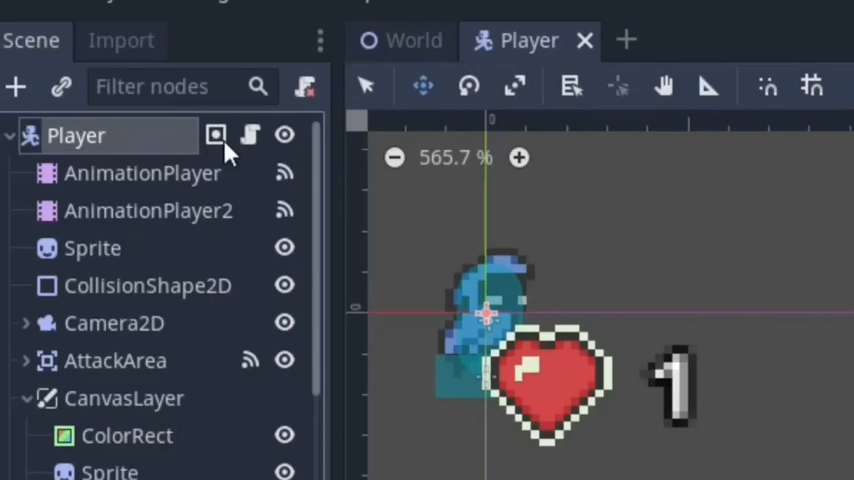 Scene Import
World Player
Filter nodes
Player
AnimationPlayer
AnimationPlayer2
Sprite
CollisionShape2D
Camera2D
AttackArea
CanvasLayer
ColorRect
Sprite
0
565.7 %
0
1